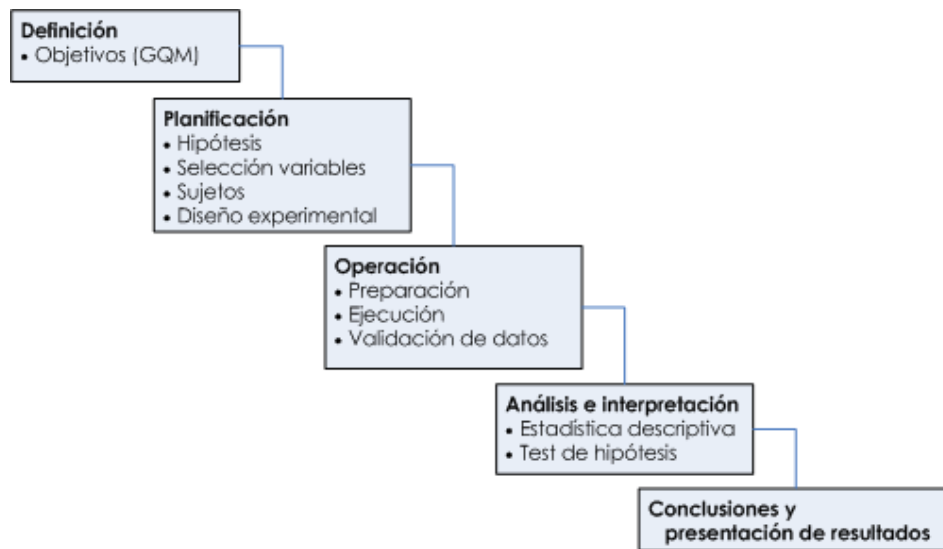 Definición
• Objetivos (GQM)
Planificación
• Hipótesis
• Selección variables
• Sujetos
• Diseño experimental
Operación
• Preparación
• Ejecución
• Validación de datos
Análisis e interpretación
• Estadística descriptiva
• Test de hipótesis
Conclusiones y
presentación de resultados